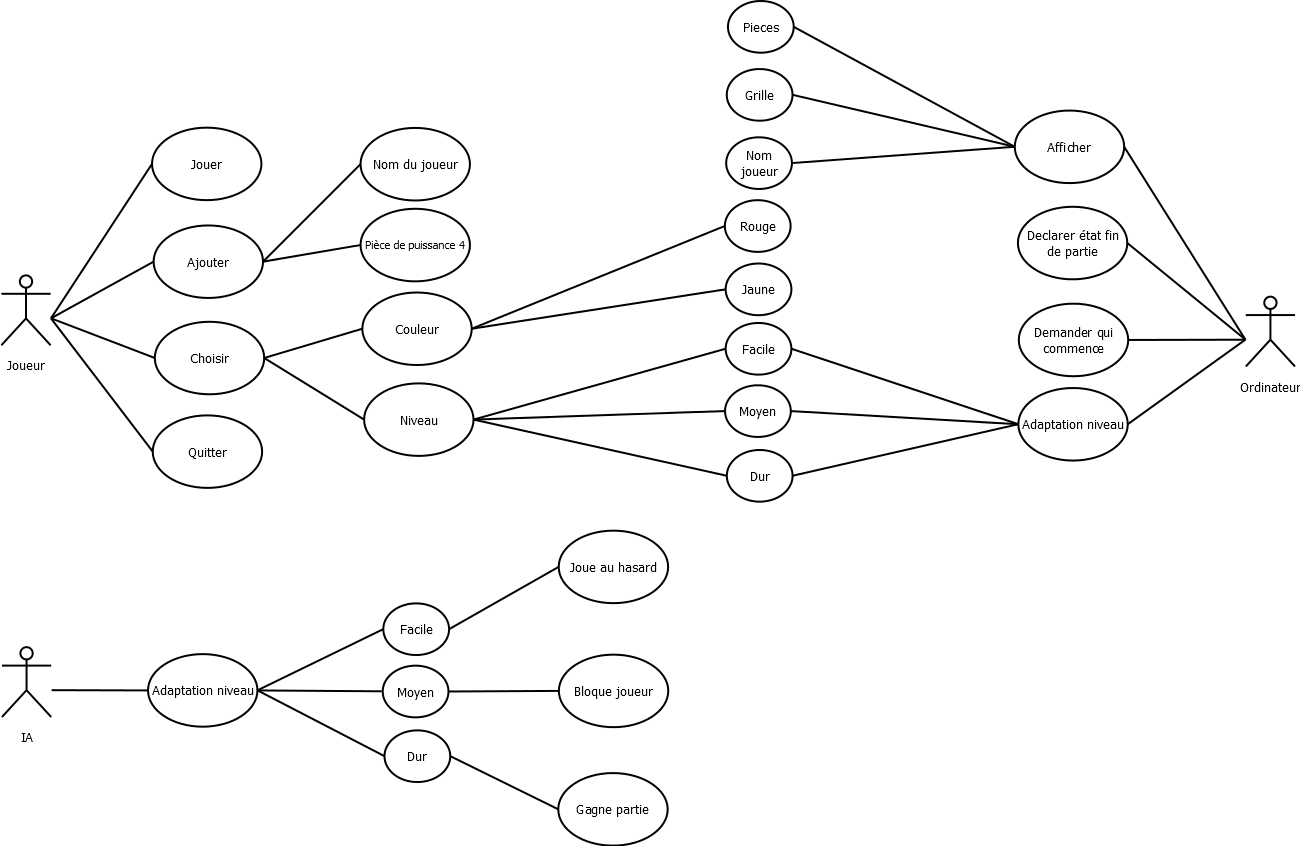 Pieces
Grille
Nom
joueur
Afficher
Jouer
Nom du joueur
Ajouter
Pièce de puissance 4
Rouge
Declarer état fin
de partie
Joueur
Choisir
Couleur
Jaune
Demander qui
commence
Ordinateur
Quitter
Niveau
Facile
Moyen
Dur
Adaptation niveau
Joue au hasard
Facile
IA
Adaptation niveau
Moyen
Bloque joueur
Dur
Gagne partie